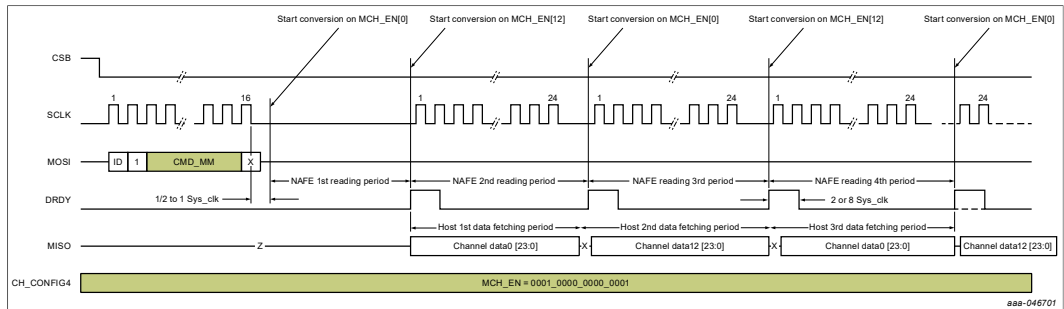 Start conversion on MCH_EN[0] Start conversion on MCH_EN[12] Start conversion on MCH_EN[0] Start conversion on MCH_EN[12] Start conversion on MCH_EN[0]
CSB
1 16 1 24 1 24 1 24 24
SCLK
MOSI ID 1 CMD_MM X
NAFE 1st reading period NAFE 2nd reading period NAFE reading 3rd period NAFE reading 4th period
1/2 to 1 Sys_clk 2 or 8 Sys_clk
DRDY
Host 1st data fetching period Host 2nd data fetching period Host 3rd data fetching period
MISO Z Channel data0 [23:0] X Channel data12 [23:0] X Channel data0 [23:0] Channel data12 [23:0]
CH_CONFIG4 MCH_EN = 0001_0000_0000_0001
aaa-046701